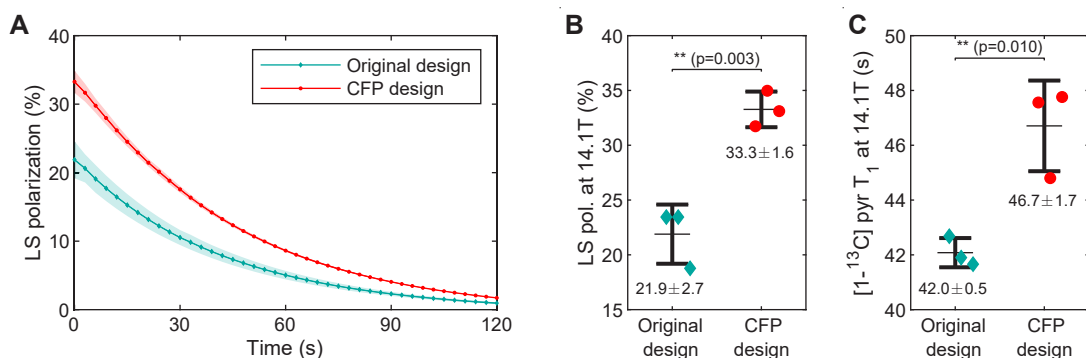 A
LS polarization (%)
40
30
20
10
0
0
30
60
90
120
Time (s)
Original design
CFP design
B
LS pol. at 14.1T (%)
40
35
30
25
20
15
** (p=0.003)
33.3±1.6
21.9±2.7
Original
design
CFP
design
C
[1-¹³C] pyr T₁ at 14.1T (s)
50
48
46
44
42
40
** (p=0.010)
46.7±1.7
42.0±0.5
Original
design
CFP
design